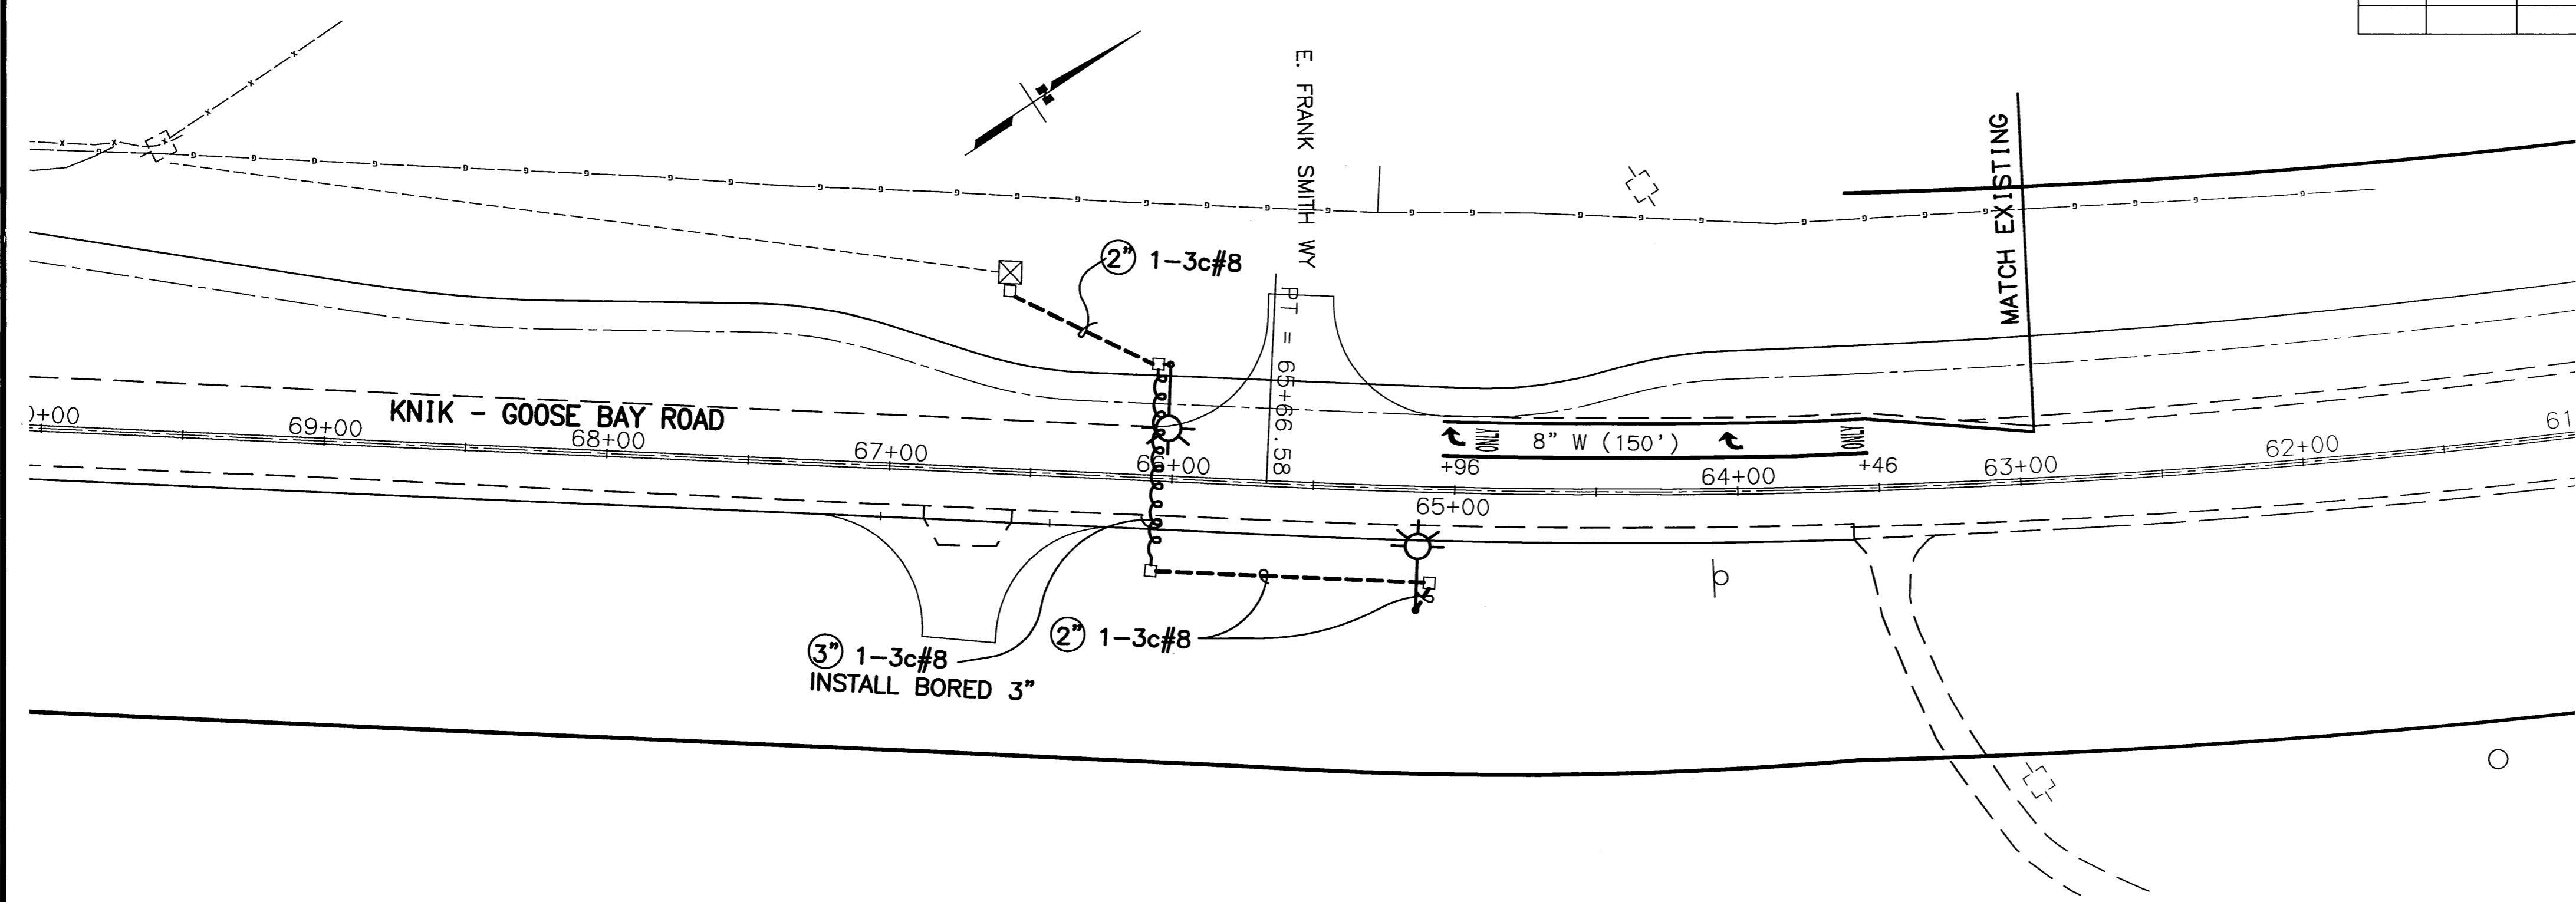 E. FRANK SMITH WY
MATCH EXISTING
2" 1-3c#8
PT = 65+66.58
KNIK - GOOSE BAY ROAD
)+00
69+00
68+00
67+00
66+00
65+00
64+00
63+00
62+00
61
ONLY
8" W (150')
ONLY
+96
+46
3" 1-3c#8
INSTALL BORED 3"
2" 1-3c#8